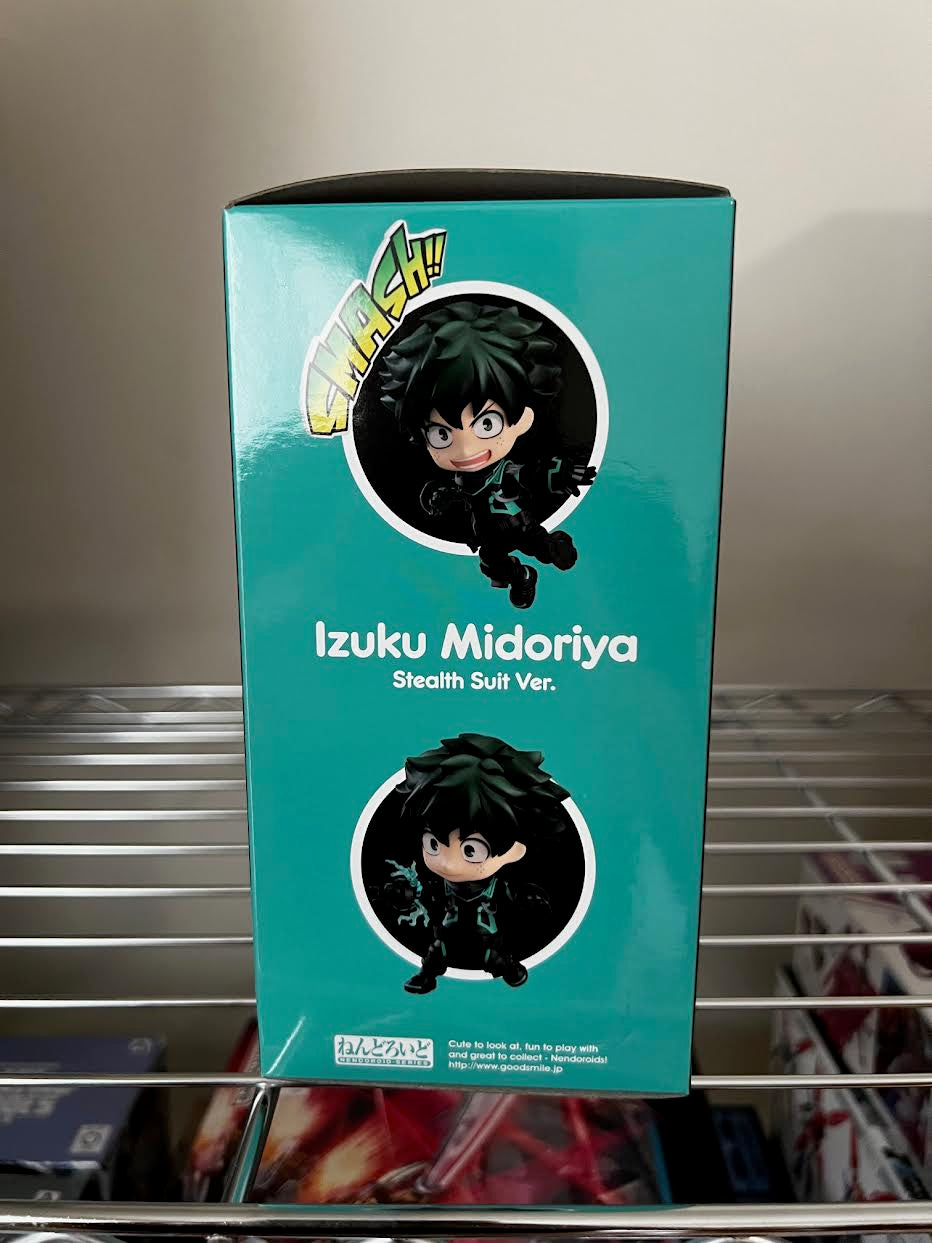 SMASH!!
Izuku Midoriya
Stealth Suit Ver.
ねんどろいど
NENDOROID-SERIES
Cute to look at, fun to play with
and great to collect - Nendoroids!
http://www.goodsmile.jp